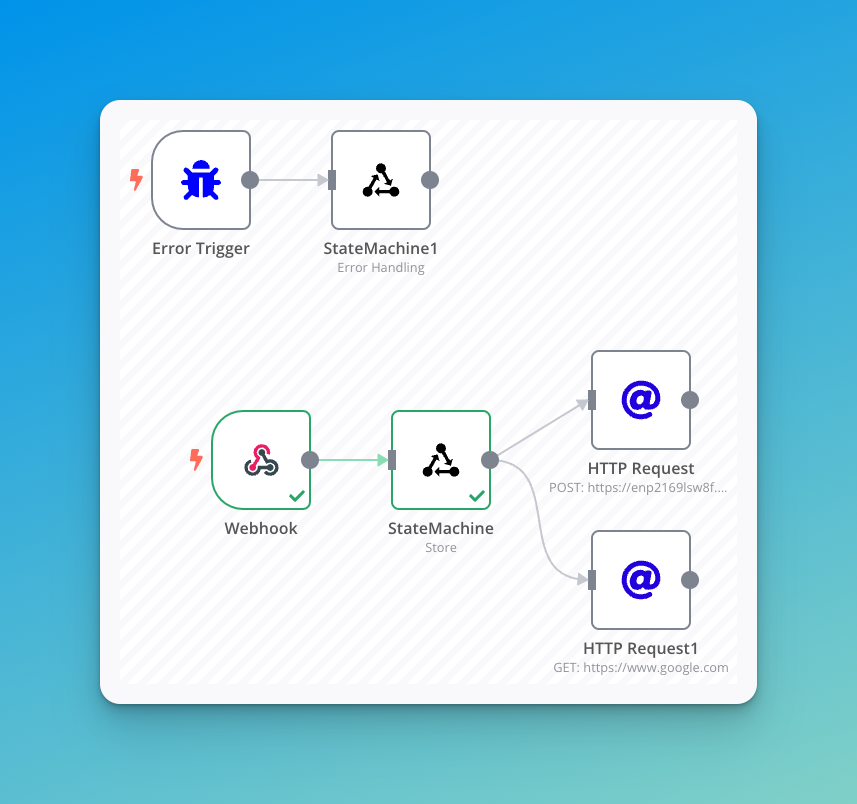 Error Trigger
StateMachine1
Error Handling
HTTP Request
POST: https://enp2169lsw8f....
Webhook
StateMachine
Store
HTTP Request1
GET: https://www.google.com